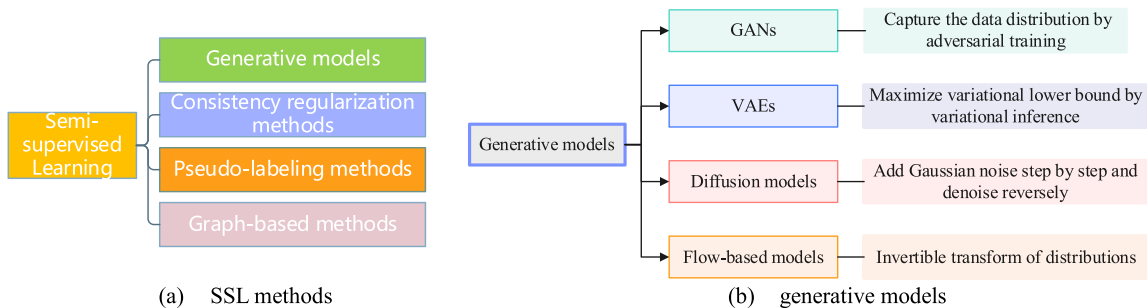 Semi-
supervised
Learning
Generative models
Consistency regularization
methods
Pseudo-labeling methods
Graph-based methods
(a) SSL methods
Generative models
GANs
Capture the data distribution by
adversarial training
VAEs
Maximize variational lower bound by
variational inference
Diffusion models
Add Gaussian noise step by step and
denoise reversely
Flow-based models
Invertible transform of distributions
(b) generative models